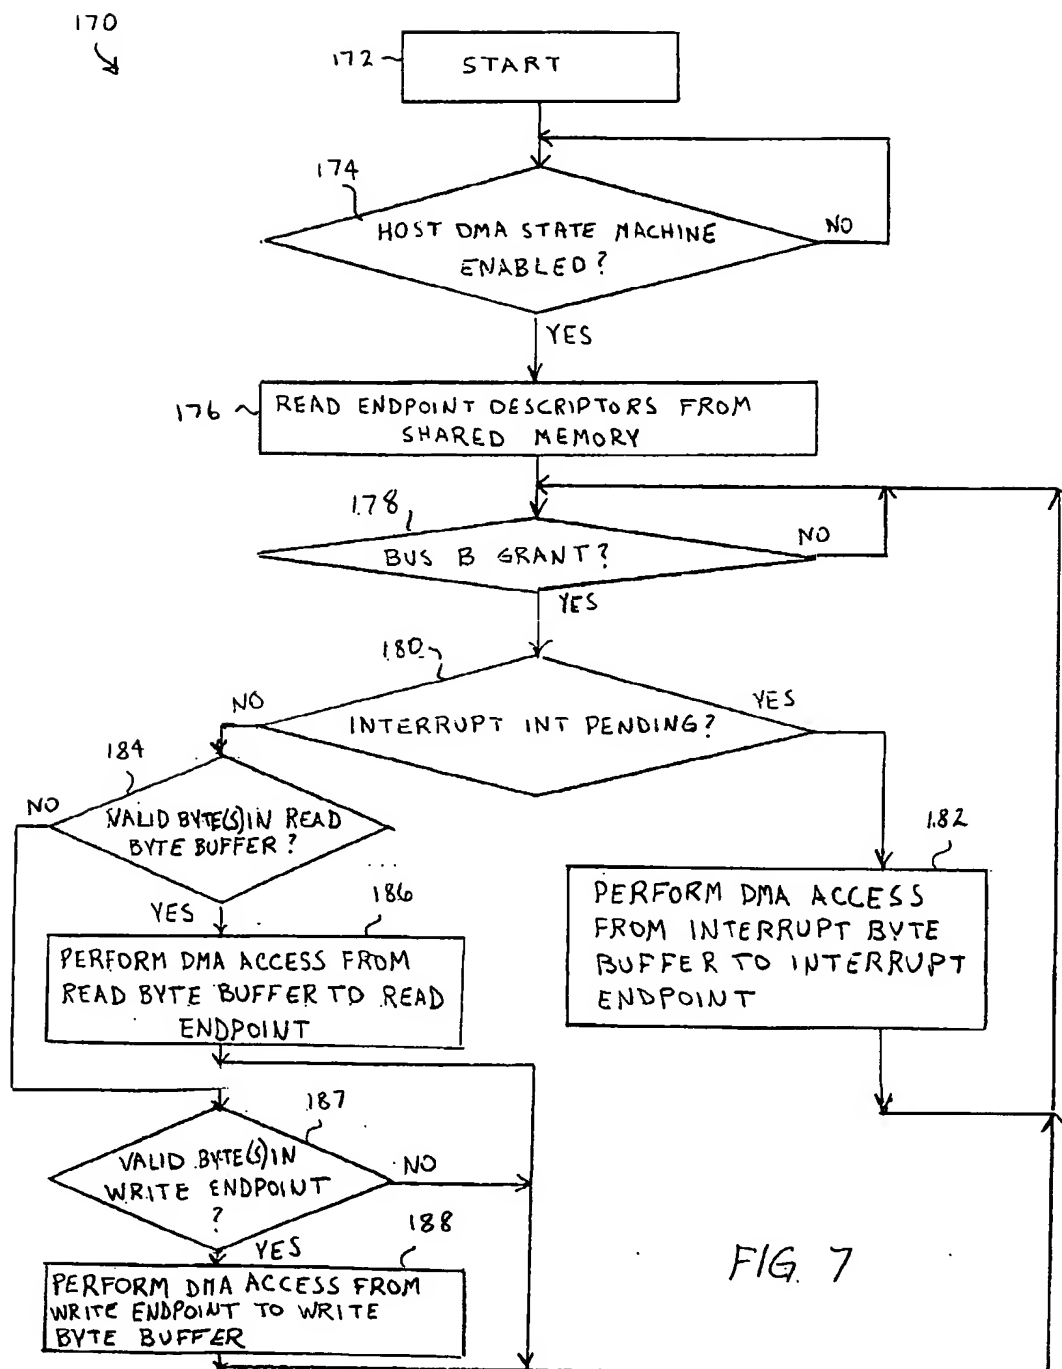 170
172
START
174
HOST DMA STATE MACHINE
ENABLED?
NO
YES
176
READ ENDPOINT DESCRIPTORS FROM
SHARED MEMORY
178
BUS B GRANT?
NO
YES
180
INTERRUPT INT PENDING?
NO
YES
184
VALID BYTE(S) IN READ
BYTE BUFFER?
NO
YES
182
PERFORM DMA ACCESS
FROM INTERRUPT BYTE
BUFFER TO INTERRUPT
ENDPOINT
186
PERFORM DMA ACCESS FROM
READ BYTE BUFFER TO READ
ENDPOINT
187
VALID BYTE(S) IN
WRITE ENDPOINT
?
NO
YES
188
PERFORM DMA ACCESS FROM
WRITE ENDPOINT TO WRITE
BYTE BUFFER
FIG. 7